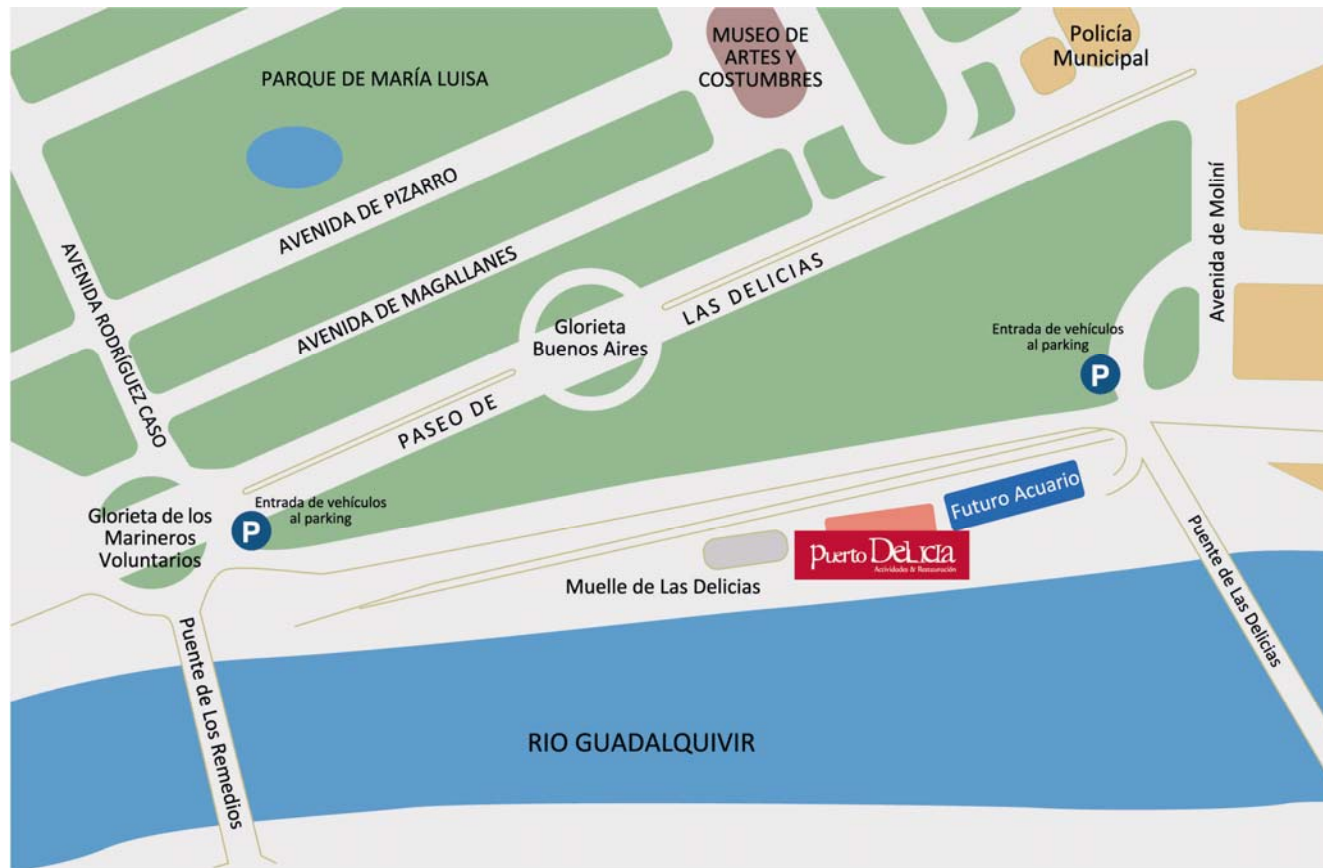 MUSEO DE
ARTES Y
COSTUMBRES
Policía
Municipal
PARQUE DE MARÍA LUISA
AVENIDA DE PIZARRO
AVENIDA DE MAGALLANES
AVENIDA RODRÍGUEZ CASO
Avenida de Moliní
Glorieta
Buenos Aires
PASEO DE LAS DELICIAS
Entrada de vehículos
al parking
P
Entrada de vehículos
al parking
P
Glorieta de los
Marineros
Voluntarios
Futuro Acuario
Puerto DeLicia
Actividades & Restauración
Muelle de Las Delicias
Puente de Los Remedios
Puente de Las Delicias
RIO GUADALQUIVIR